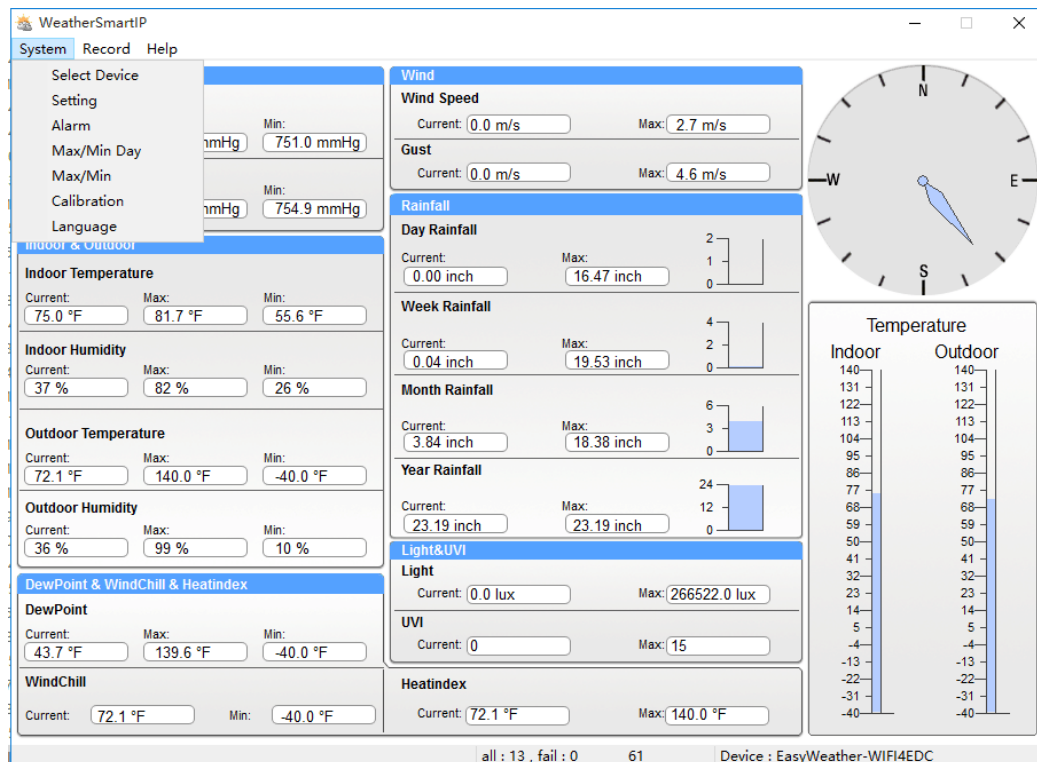 WeatherSmartIP
System Record Help
Select Device
Setting
Alarm
Max/Min Day
Max/Min
Calibration
Language
Min:
mmHg 751.0 mmHg
Min:
mmHg 754.9 mmHg
Indoor & Outdoor
Indoor Temperature
Current: Max: Min:
75.0 °F 81.7 °F 55.6 °F
Indoor Humidity
Current: Max: Min:
37 % 82 % 26 %
Outdoor Temperature
Current: Max: Min:
72.1 °F 140.0 °F -40.0 °F
Outdoor Humidity
Current: Max: Min:
36 % 99 % 10 %
DewPoint & WindChill & Heatindex
DewPoint
Current: Max: Min:
43.7 °F 139.6 °F -40.0 °F
WindChill
Current: 72.1 °F Min: -40.0 °F
Wind
Wind Speed
Current: 0.0 m/s Max: 2.7 m/s
Gust
Current: 0.0 m/s Max: 4.6 m/s
Rainfall
Day Rainfall
Current: Max:
0.00 inch 16.47 inch
2
1
0
Week Rainfall
Current: Max:
0.04 inch 19.53 inch
4
2
0
Month Rainfall
Current: Max:
3.84 inch 18.38 inch
6
3
0
Year Rainfall
Current: Max:
23.19 inch 23.19 inch
24
12
0
Light&UVI
Light
Current: 0.0 lux Max: 266522.0 lux
UVI
Current: 0 Max: 15
Heatindex
Current: 72.1 °F Max: 140.0 °F
N
W E
S
Temperature
Indoor Outdoor
140 140
131 131
122 122
113 113
104 104
95 95
86 86
77 77
68 68
59 59
50 50
41 41
32 32
23 23
14 14
5 5
-4 -4
-13 -13
-22 -22
-31 -31
-40 -40
all : 13 , fail : 0 61 Device : EasyWeather-WIFI4EDC